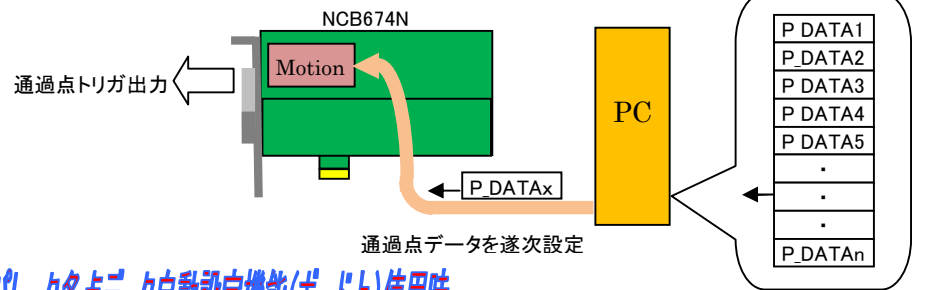 NCB674N
Motion
通過点トリガ出力
PC
P_DATAx
通過点データを遂次設定
P DATA1
P_DATA2
P DATA3
P DATA4
P DATA5
・
・
・
P_DATAn